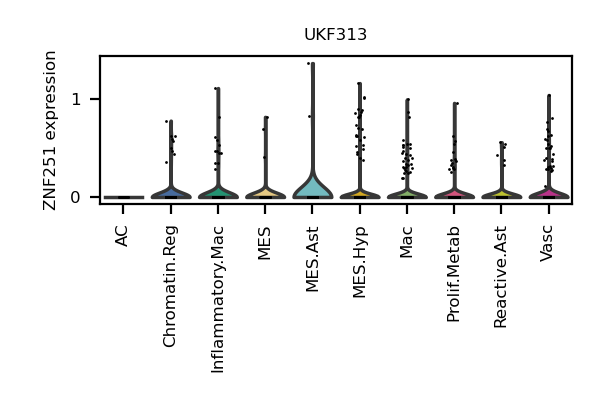 UKF313
ZNF251 expression
1
0
AC
Chromatin.Reg
Inflammatory.Mac
MES
MES.Ast
MES.Hyp
Mac
Prolif.Metab
Reactive.Ast
Vasc